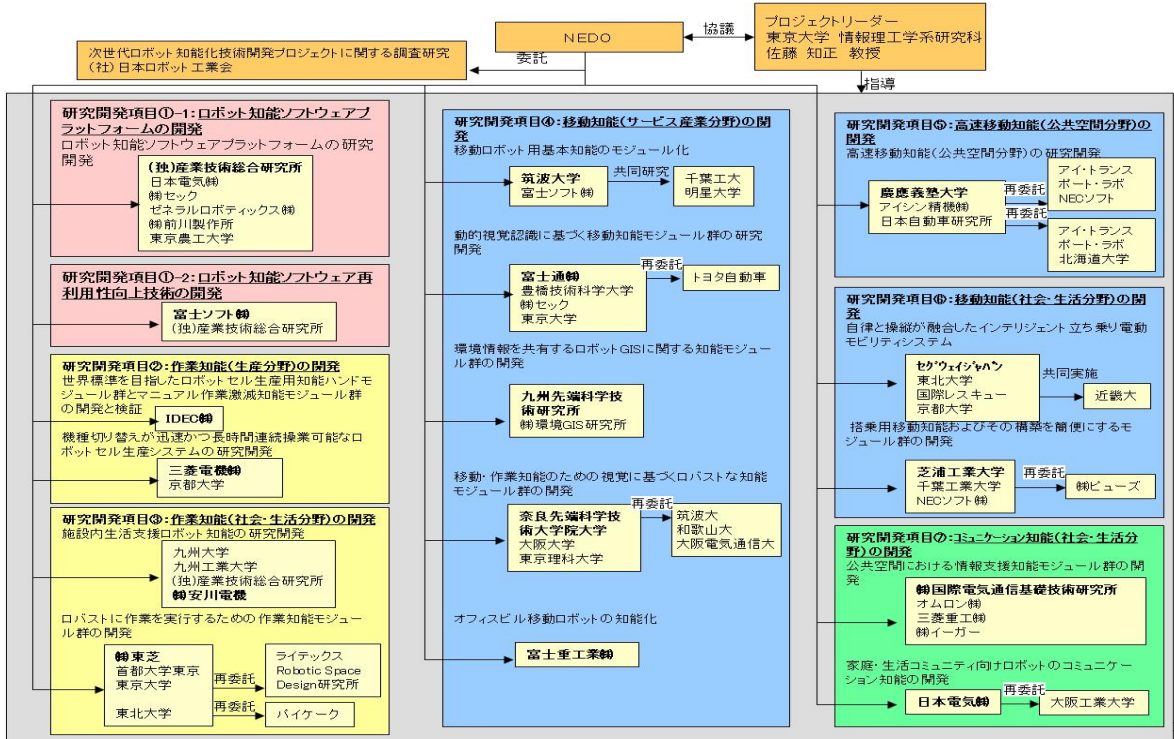 NEDO
協議
プロジェクトリーダー
東京大学 情報理工学系研究科
佐藤 知正 教授
次世代ロボット知能化技術開発プロジェクトに関する調査研究
(社)日本ロボット工業会
委託
指導
研究開発項目①-1:ロボット知能ソフトウェアプ
ラットフォームの開発
ロボット知能ソフトウェアプラットフォームの研究
開発
(独)産業技術総合研究所
日本電気㈱
㈱セック
ゼネラルロボティックス㈱
㈱前川製作所
東京農工大学
研究開発項目①-2:ロボット知能ソフトウェア再
利用性向上技術の開発
富士ソフト㈱
(独)産業技術総合研究所
研究開発項目②:作業知能(生産分野)の開発
世界標準を目指したロボットセル生産用知能ハンドモ
ジュール群とマニュアル作業激減知能モジュール群
の開発と検証
IDEC㈱
機種切り替えが迅速かつ長時間連続操業可能なロ
ボットセル生産システムの研究開発
三菱電機㈱
京都大学
研究開発項目③:作業知能(社会・生活分野)の開発
施設内生活支援ロボット知能の研究開発
九州大学
九州工業大学
(独)産業技術総合研究所
㈱安川電機
ロバストに作業を実行するための作業知能モジュー
ル群の開発
㈱東芝
首都大学東京
東京大学
東北大学
再委託
ライテックス
Robotic Space
Design研究所
再委託
バイケーク
研究開発項目④:移動知能(サービス産業分野)の開
発
移動ロボット用基本知能のモジュール化
筑波大学
富士ソフト㈱
共同研究
千葉工大
明星大学
動的視覚認識に基づく移動知能モジュール群の研究
開発
富士通㈱
豊橋技術科学大学
㈱セック
東京大学
再委託
トヨタ自動車
環境情報を共有するロボットGISに関する知能モジュー
ル群の開発
九州先端科学技
術研究所
㈱環境GIS研究所
移動・作業知能のための視覚に基づくロバストな知能
モジュール群の開発
奈良先端科学技
術大学院大学
大阪大学
東京理科大学
再委託
筑波大
和歌山大
大阪電気通信大
オフィスビル移動ロボットの知能化
富士重工業㈱
研究開発項目⑤:高速移動知能(公共空間分野)の開
発
高速移動知能(公共空間分野)の研究開発
慶應義塾大学
アイシン精機㈱
日本自動車研究所
再委託
アイ・トランス
ポート・ラボ
NECソフト
再委託
アイ・トランス
ポート・ラボ
北海道大学
研究開発項目⑥:移動知能(社会・生活分野)の開
発
自律と操縦が融合したインテリジェント立ち乗り電動
モビリティシステム
ｾｸﾞｳｪｲｼﾞｬﾊﾟﾝ
東北大学
国際レスキュー
京都大学
共同実施
近畿大
搭乗用移動知能およびその構築を簡便にするモ
ジュール群の開発
芝浦工業大学
千葉工業大学
NECソフト㈱
再委託
㈱ビューズ
研究開発項目⑦:ｺﾐｭﾆｹｰｼｮﾝ知能(社会・生活分
野)の開発
公共空間における情報支援知能モジュール群の開
発
㈱国際電気通信基礎技術研究所
オムロン㈱
三菱重工㈱
㈱イーガー
家庭・生活コミュニティ向けロボットのコミュニケー
ション知能の開発
日本電気㈱
再委託
大阪工業大学